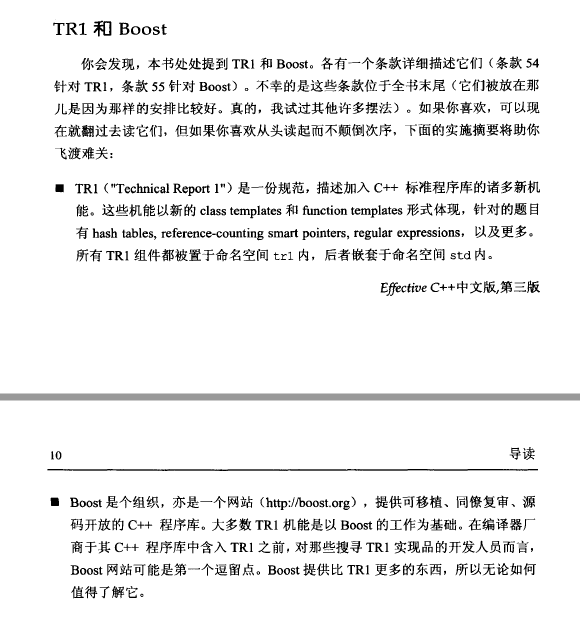 TR1 和 Boost
你会发现，本书处处提到 TR1 和 Boost。各有一个条款详细描述它们（条款 54
针对 TR1，条款 55 针对 Boost）。不幸的是这些条款位于全书末尾（它们被放在那
儿是因为那样的安排比较好。真的，我试过其他许多摆法）。如果你喜欢，可以现
在就翻过去读它们，但如果你喜欢从头读起而不颠倒次序，下面的实施摘要将助你
飞渡难关：
■ TR1（"Technical Report 1"）是一份规范，描述加入 C++ 标准程序库的诸多新机
能。这些机能以新的 class templates 和 function templates 形式体现，针对的题目
有 hash tables, reference-counting smart pointers, regular expressions，以及更多。
所有 TR1 组件都被置于命名空间 tr1 内，后者嵌套于命名空间 std 内。
Effective C++中文版,第三版
10 导读
■ Boost 是个组织，亦是一个网站（http://boost.org），提供可移植、同僚复审、源
码开放的 C++ 程序库。大多数 TR1 机能是以 Boost 的工作为基础。在编译器厂
商于其 C++ 程序库中含入 TR1 之前，对那些搜寻 TR1 实现品的开发人员而言，
Boost 网站可能是第一个逗留点。Boost 提供比 TR1 更多的东西，所以无论如何
值得了解它。